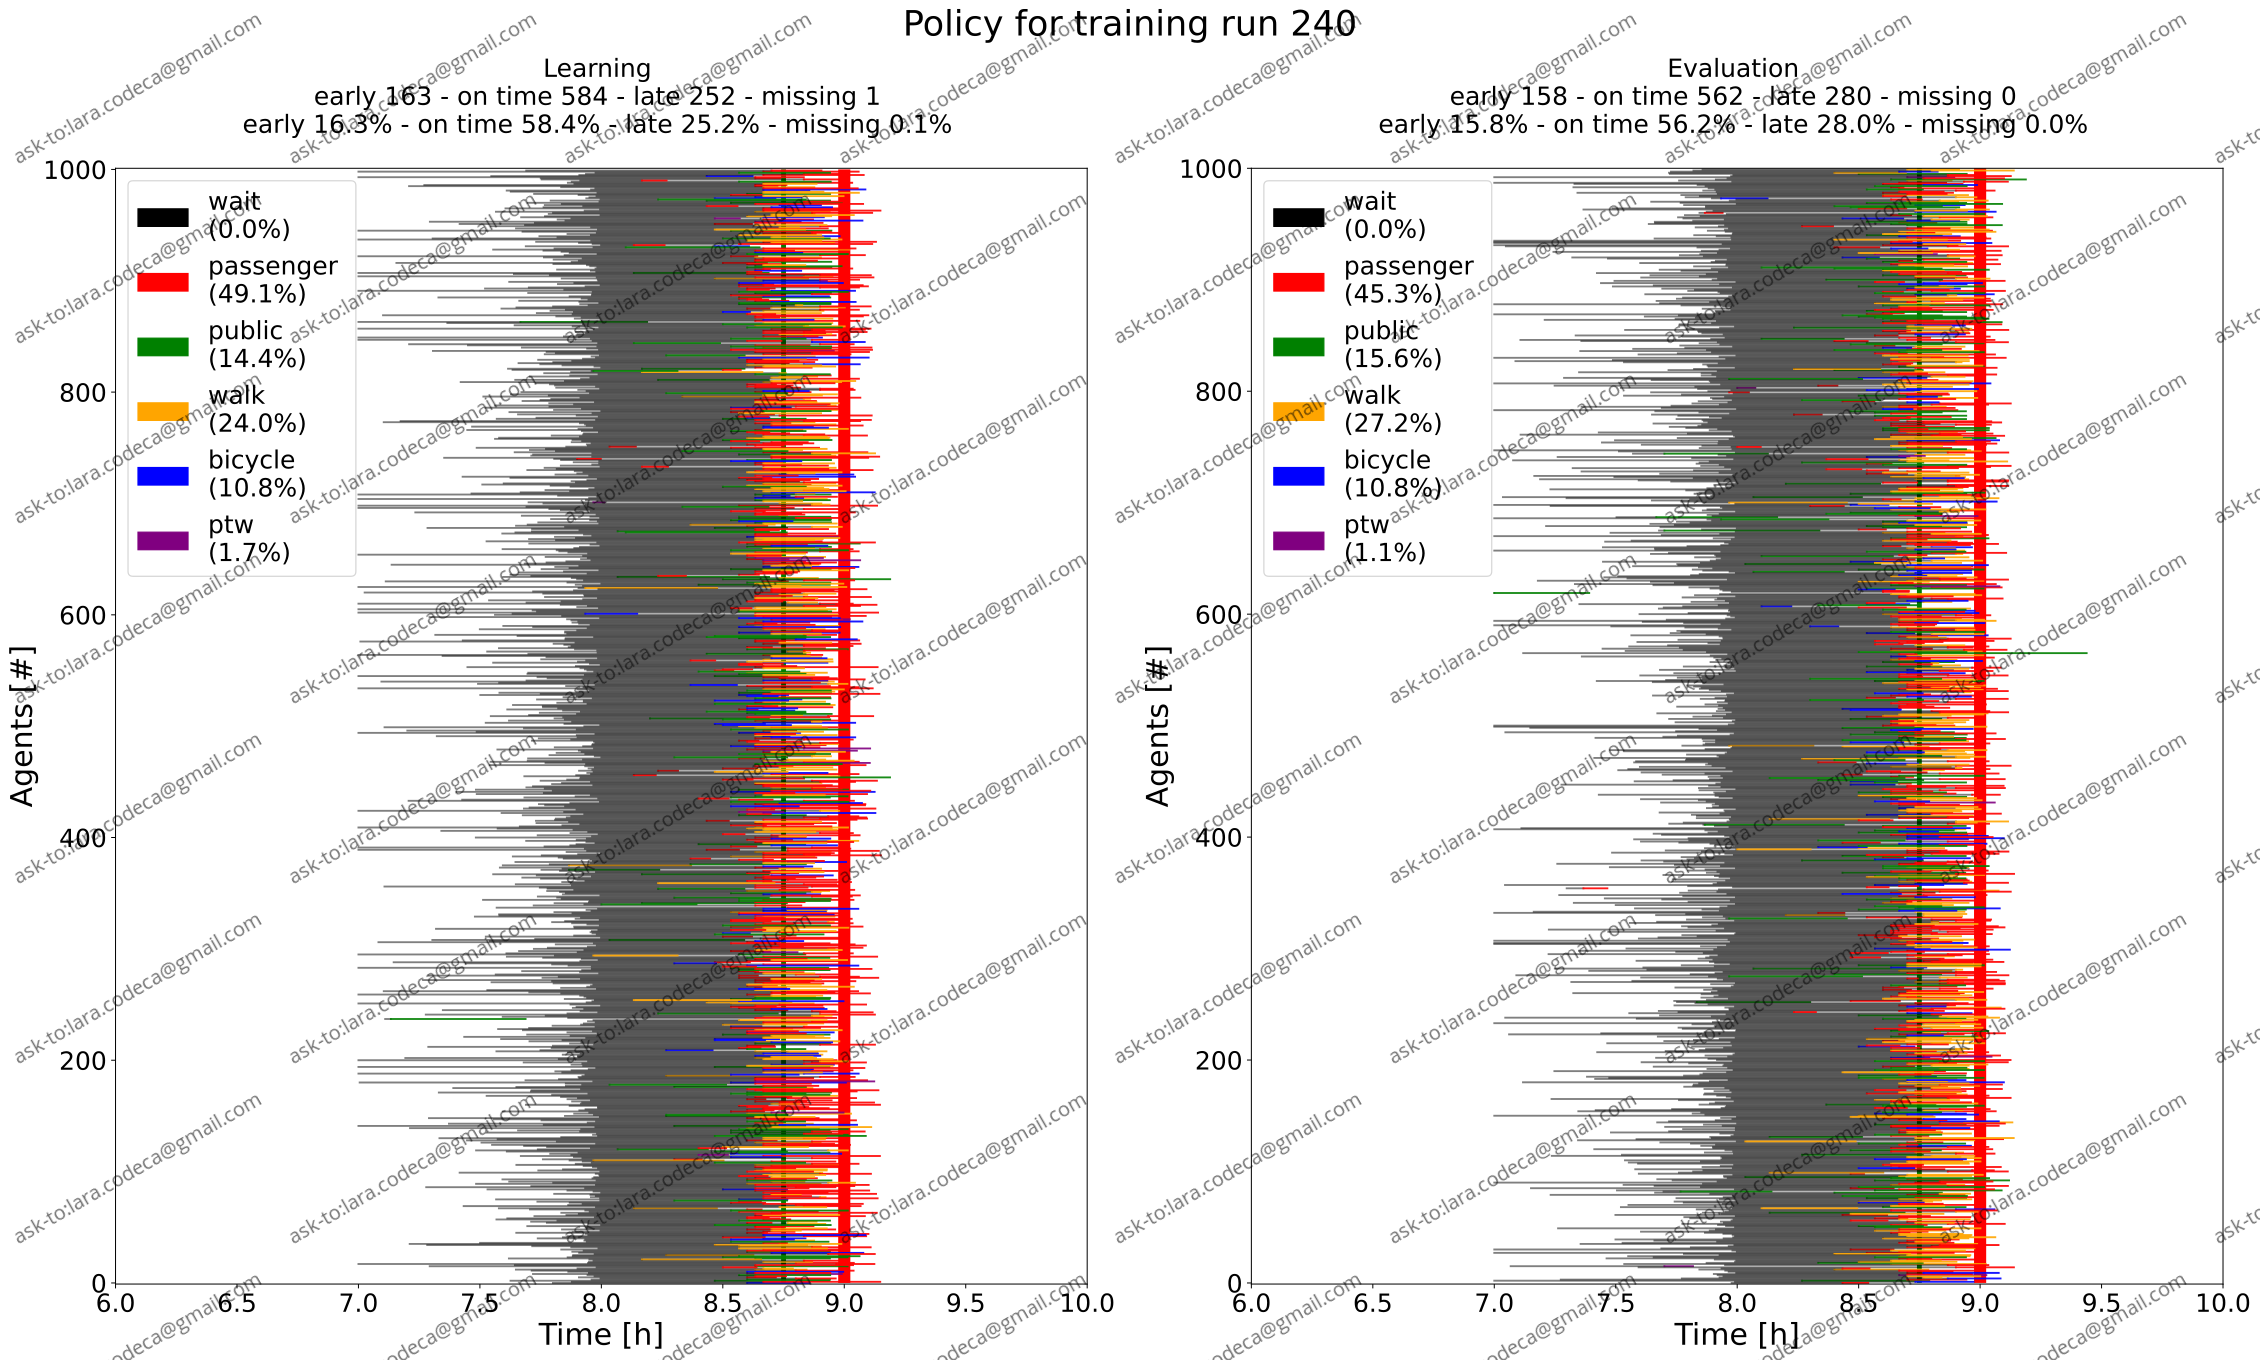 Policy for training run 240
Learning
early 163 - on time 584 - late 252 - missing 1
early 16.3% - on time 58.4% - late 25.2% - missing 0.1%
Agents [#]
1000
800
600
400
200
0
wait
(0.0%)
passenger
(49.1%)
public
(14.4%)
walk
(24.0%)
bicycle
(10.8%)
ptw
(1.7%)
6.0 6.5 7.0 7.5 8.0 8.5 9.0 9.5 10.0
Time [h]
Evaluation
early 158 - on time 562 - late 280 - missing 0
early 15.8% - on time 56.2% - late 28.0% - missing 0.0%
Agents [#]
1000
800
600
400
200
0
wait
(0.0%)
passenger
(45.3%)
public
(15.6%)
walk
(27.2%)
bicycle
(10.8%)
ptw
(1.1%)
6.0 6.5 7.0 7.5 8.0 8.5 9.0 9.5 10.0
Time [h]
ask-to:lara.codeca@gmail.com